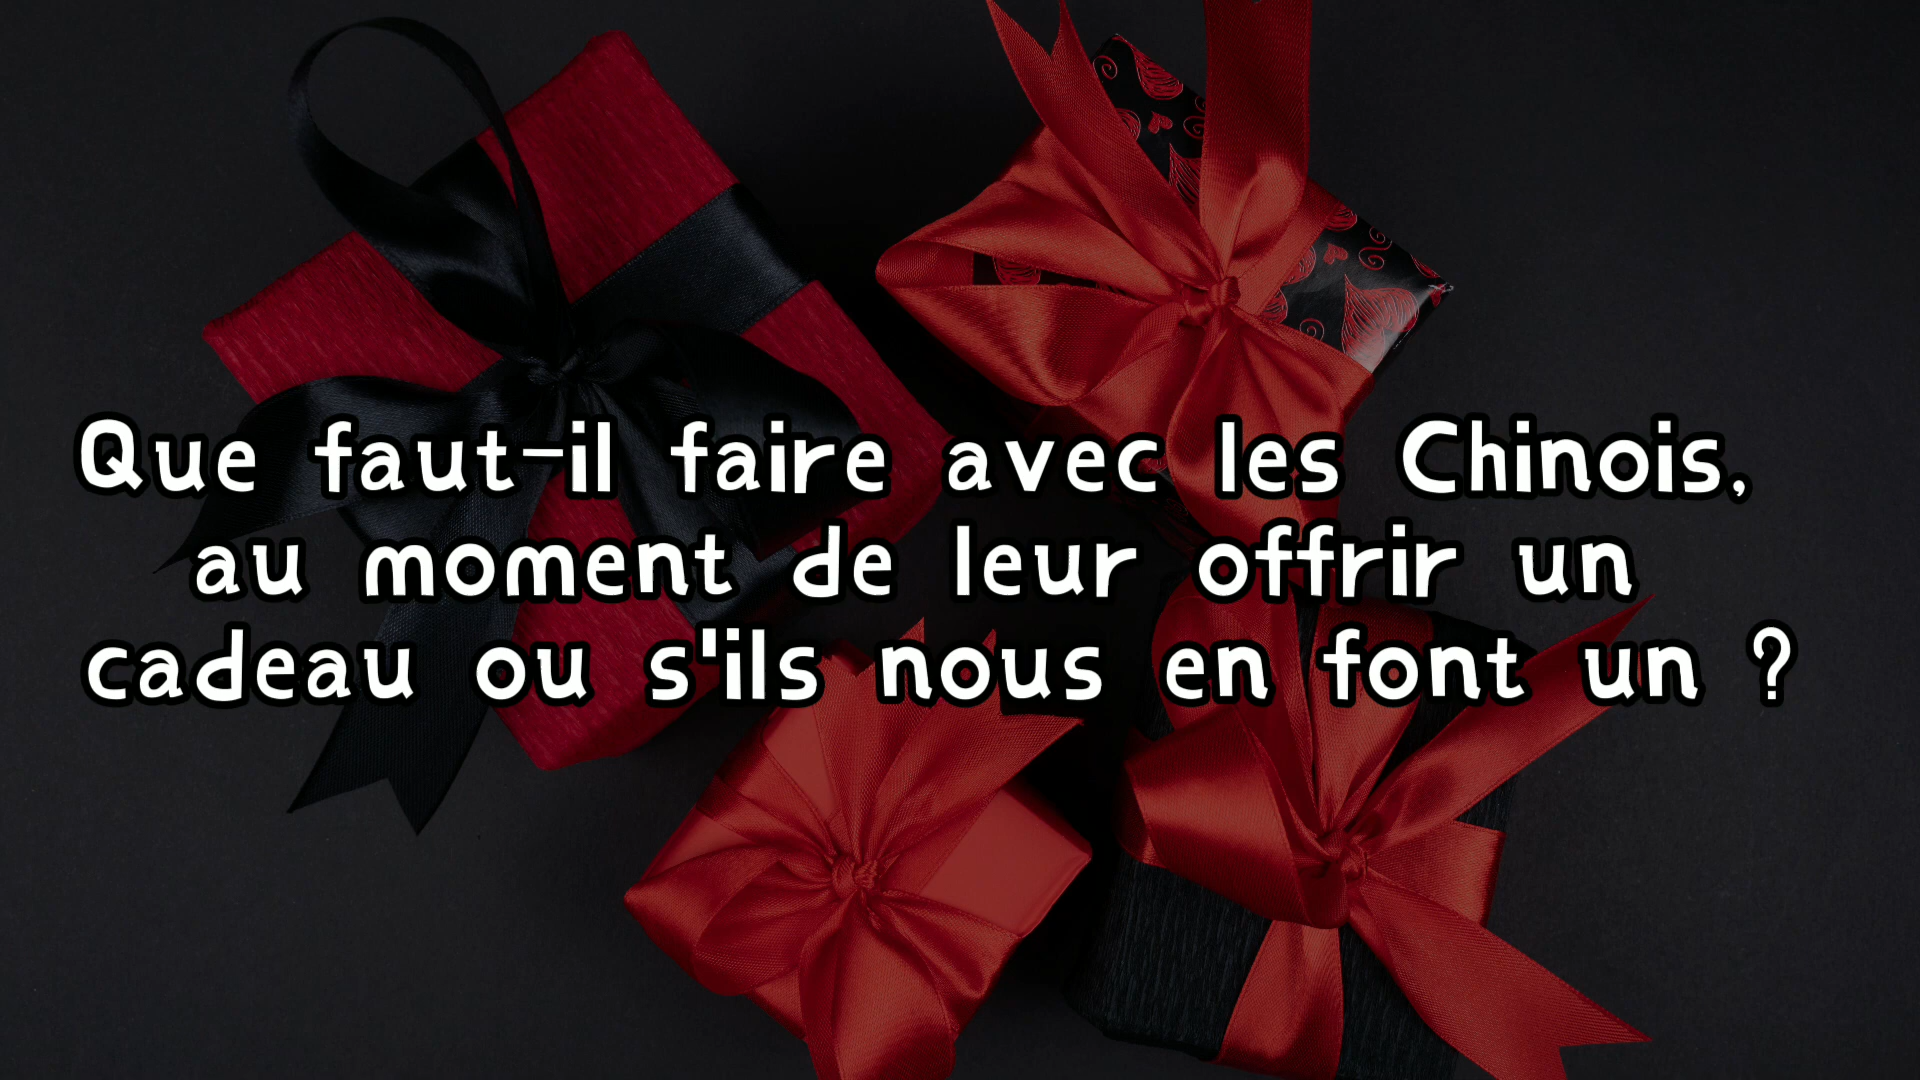 Que faut-il faire avec les Chinois,
au moment de leur offrir un
cadeau ou s'ils nous en font un ?